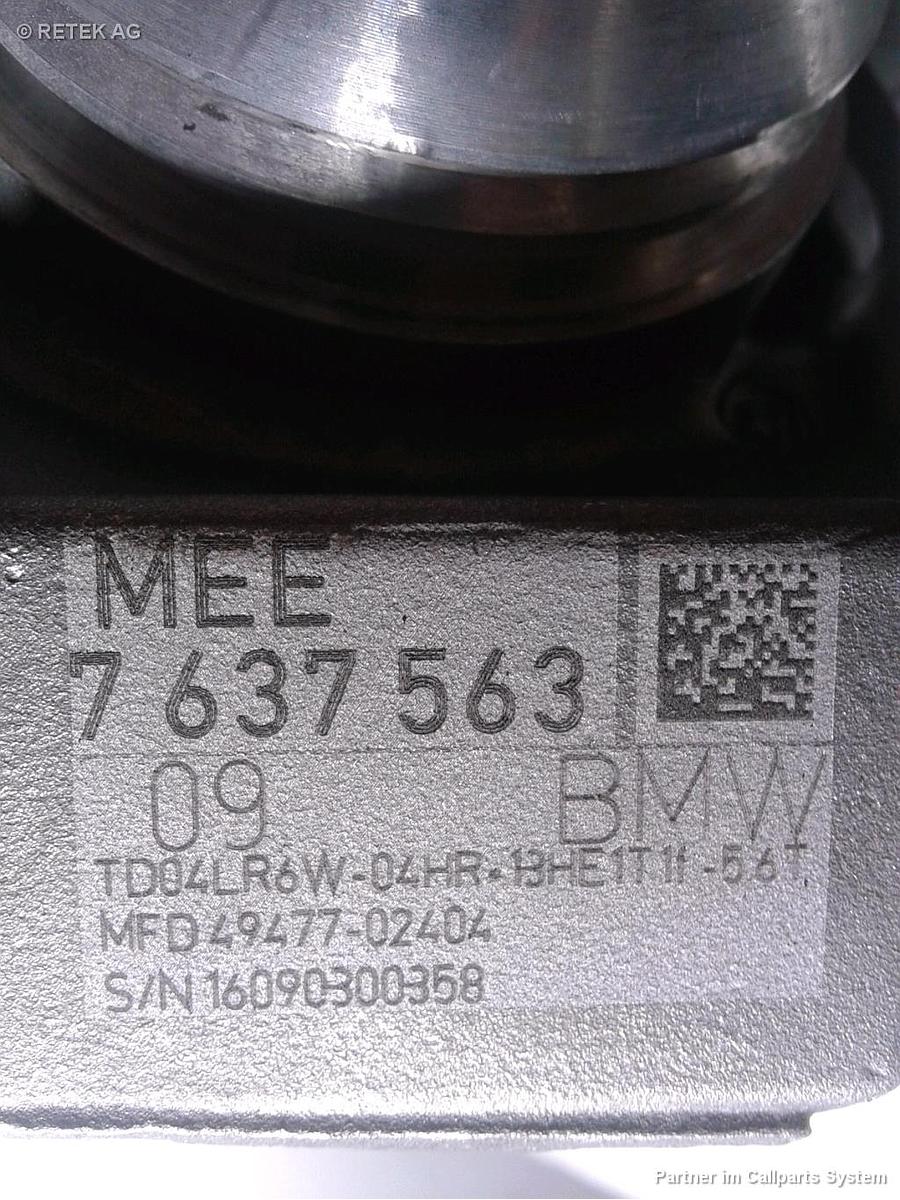 © RETEK AG
MEE
7 637 563
09 BMW
TD04LR6W-04HR-13HE1T1f-5.6T
MFD 49477-02404
S/N 16090300358
Partner im Callparts System